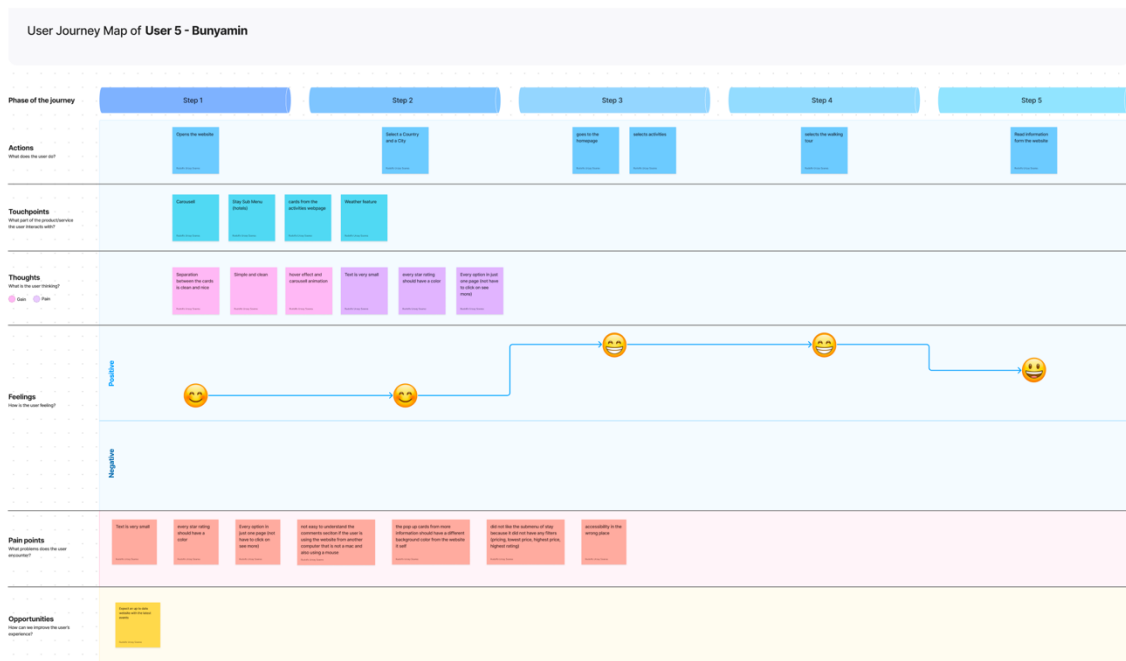 User Journey Map of User 5 - Bunyamin
Phase of the journey
Step 1
Step 2
Step 3
Step 4
Step 5
Actions
What does the user do?
Opens the website
Select a Country
and a City
goes to the
homepage
selects activities
selects the walking
tour
Read information
form the website
Touchpoints
What part of the product/service
the user interacts with?
Carousell
Stay Sub Menu
(hotels)
cards from the
activities webpage
Weather feature
Thoughts
What is the user thinking?
Gain
Pain
Separation
between the cards
is clean and nice
Simple and clean
hover effect and
carousell animation
Text is very small
every star rating
should have a color
Every option in just
one page (not have
to click on see
more)
Feelings
How is the user feeling?
Positive
Negative
Pain points
What problems does the user
encounter?
Text is very small
every star rating
should have a
color
Every option in
just one page (not
have to click on
see more)
not easy to understand the
comments section if the user is
using the website from another
computer that is not a mac and
also using a mouse
the pop up cards from more
information should have a different
background color from the website
it self
did not like the submenu of stay
because it did not have any filters
(pricing, lowest price, highest price,
highest rating)
accessibility in the
wrong place
Opportunities
How can we improve the user's
experience?